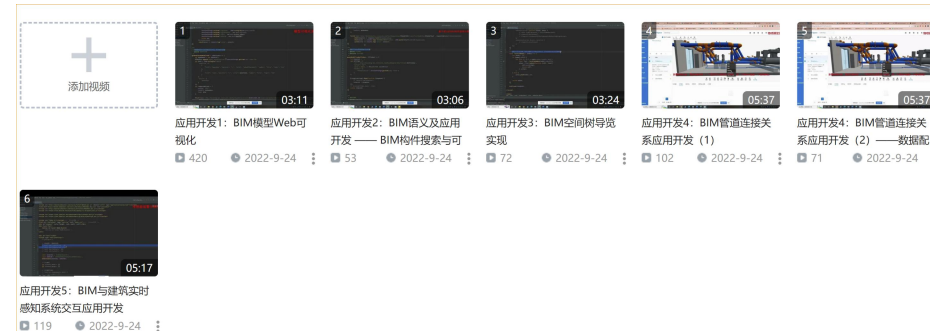 添加视频
1
03:11
应用开发1：BIM模型Web可
视化
420 2022-9-24
2
03:06
应用开发2：BIM语义及应用
开发 —— BIM构件搜索与可
53 2022-9-24
3
03:24
应用开发3：BIM空间树导览
实现
72 2022-9-24
4
05:37
应用开发4：BIM管道连接关
系应用开发（1）
102 2022-9-24
5
05:37
应用开发4：BIM管道连接关
系应用开发（2）——数据配
71 2022-9-24
6
05:17
应用开发5：BIM与建筑实时
感知系统交互应用开发
119 2022-9-24